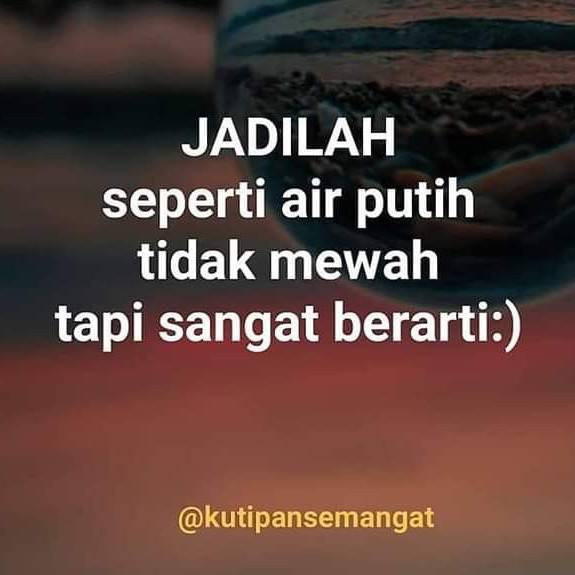 JADILAH
seperti air putih
tidak mewah
tapi sangat berarti:)
@kutipansemangat